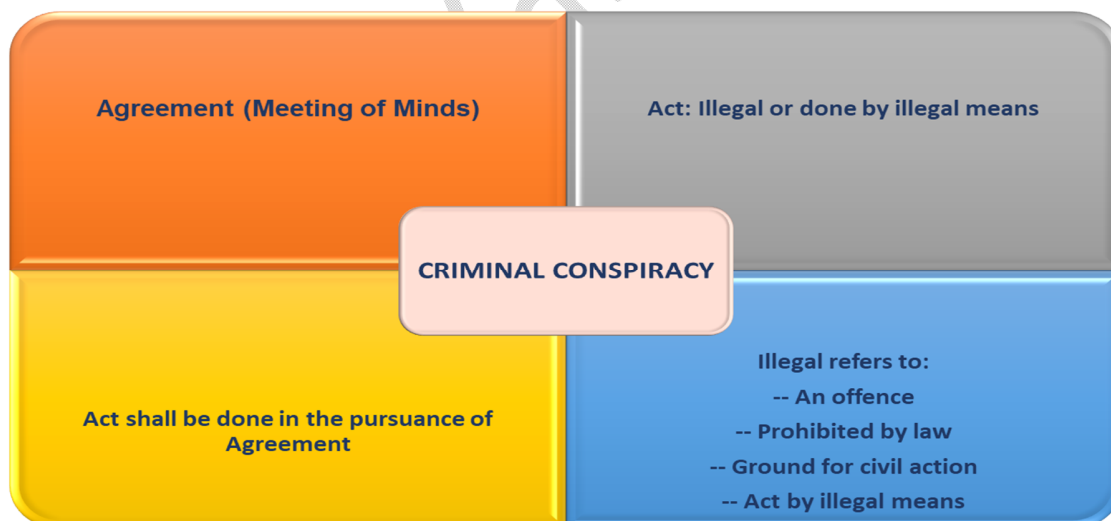 Agreement (Meeting of Minds)
Act: Illegal or done by illegal means
CRIMINAL CONSPIRACY
Act shall be done in the pursuance of
Agreement
Illegal refers to:
-- An offence
-- Prohibited by law
-- Ground for civil action
-- Act by illegal means